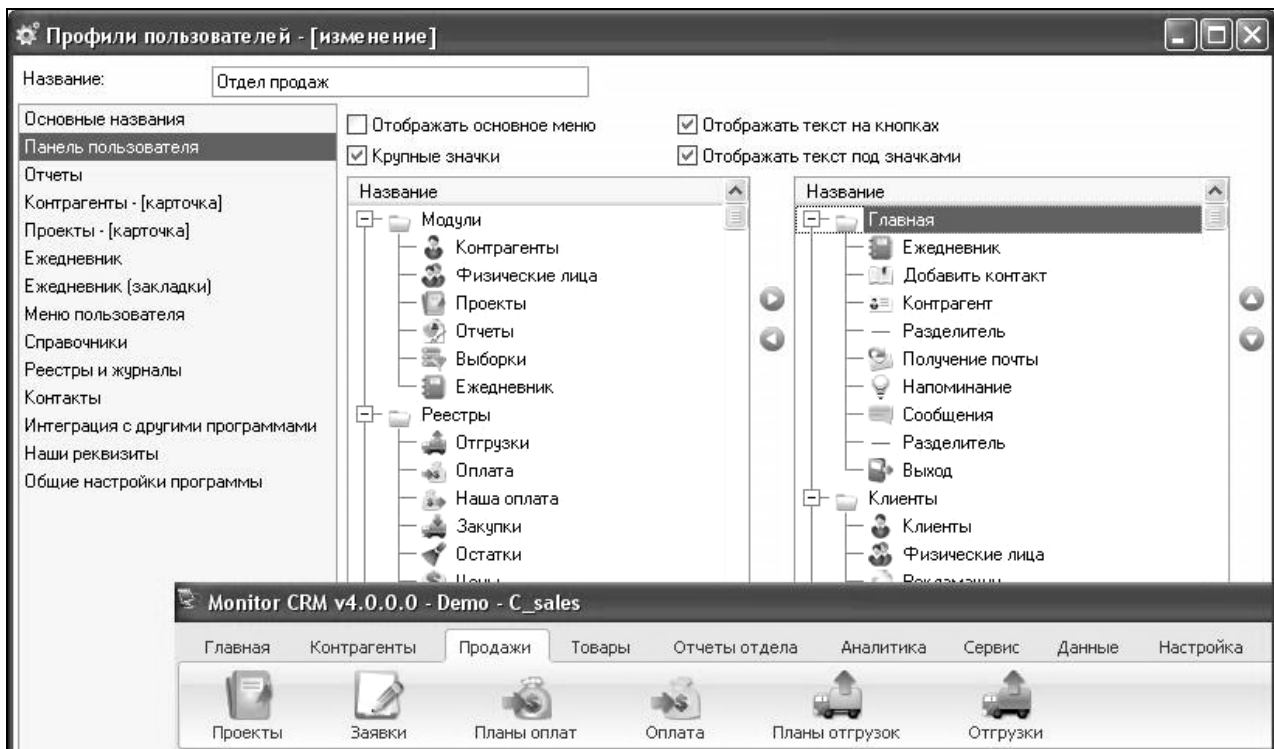 Профили пользователей - [изменение]
Название: Отдел продаж
Основные названия
Панель пользователя
Отчеты
Контрагенты - [карточка]
Проекты - [карточка]
Ежедневник
Ежедневник (закладки)
Меню пользователя
Справочники
Реестры и журналы
Контакты
Интеграция с другими программами
Наши реквизиты
Общие настройки программы
Отображать основное меню
Отображать текст на кнопках
Крупные значки
Отображать текст под значками
Название
Модули
Контрагенты
Физические лица
Проекты
Отчеты
Выборки
Ежедневник
Реестры
Отгрузки
Оплата
Наша оплата
Закупки
Остатки
Цены
Название
Главная
Ежедневник
Добавить контакт
Контрагент
Разделитель
Получение почты
Напоминание
Сообщения
Разделитель
Выход
Клиенты
Клиенты
Физические лица
Рекламации
Monitor CRM v4.0.0.0 - Demo - C_sales
Главная Контрагенты Продажи Товары Отчеты отдела Аналитика Сервис Данные Настройка
Проекты Заявки Планы оплат Оплата Планы отгрузок Отгрузки